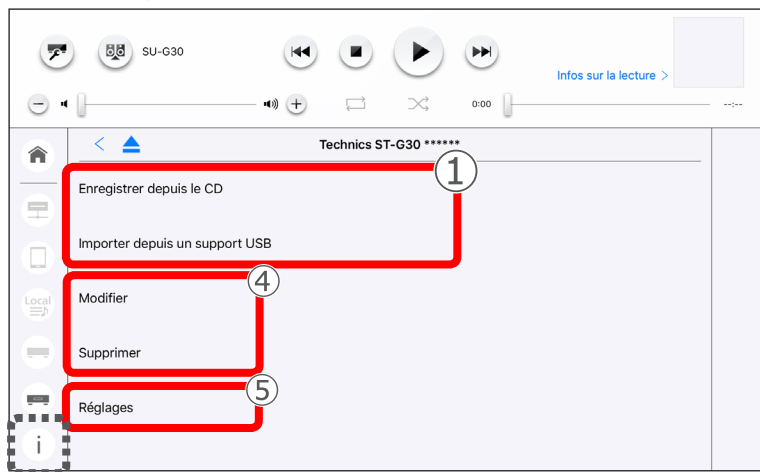 SU-G30
Infos sur la lecture >
0:00
--:--
< Technics ST-G30 ******
1
Enregistrer depuis le CD
Importer depuis un support USB
4
Local
Modifier
Supprimer
5
Réglages
i